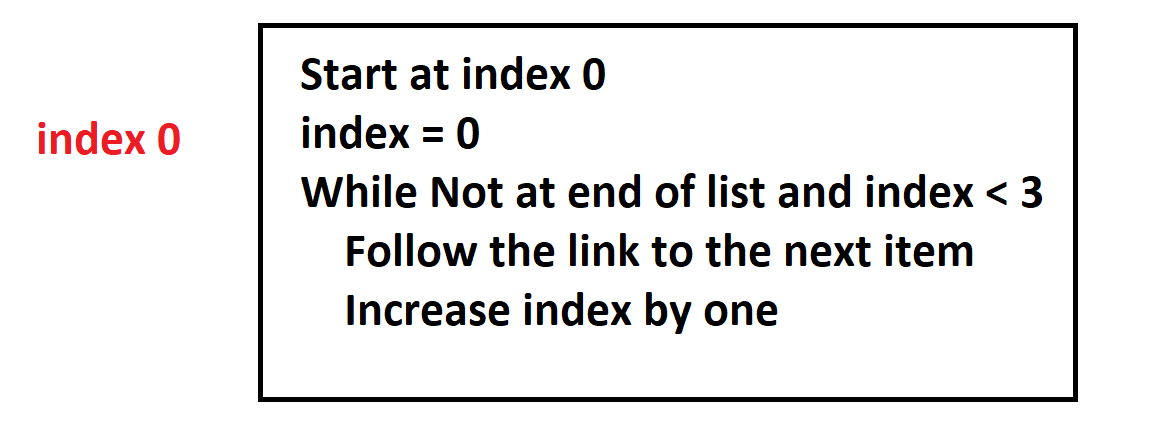 index 0
Start at index 0
index = 0
While Not at end of list and index < 3
Follow the link to the next item
Increase index by one